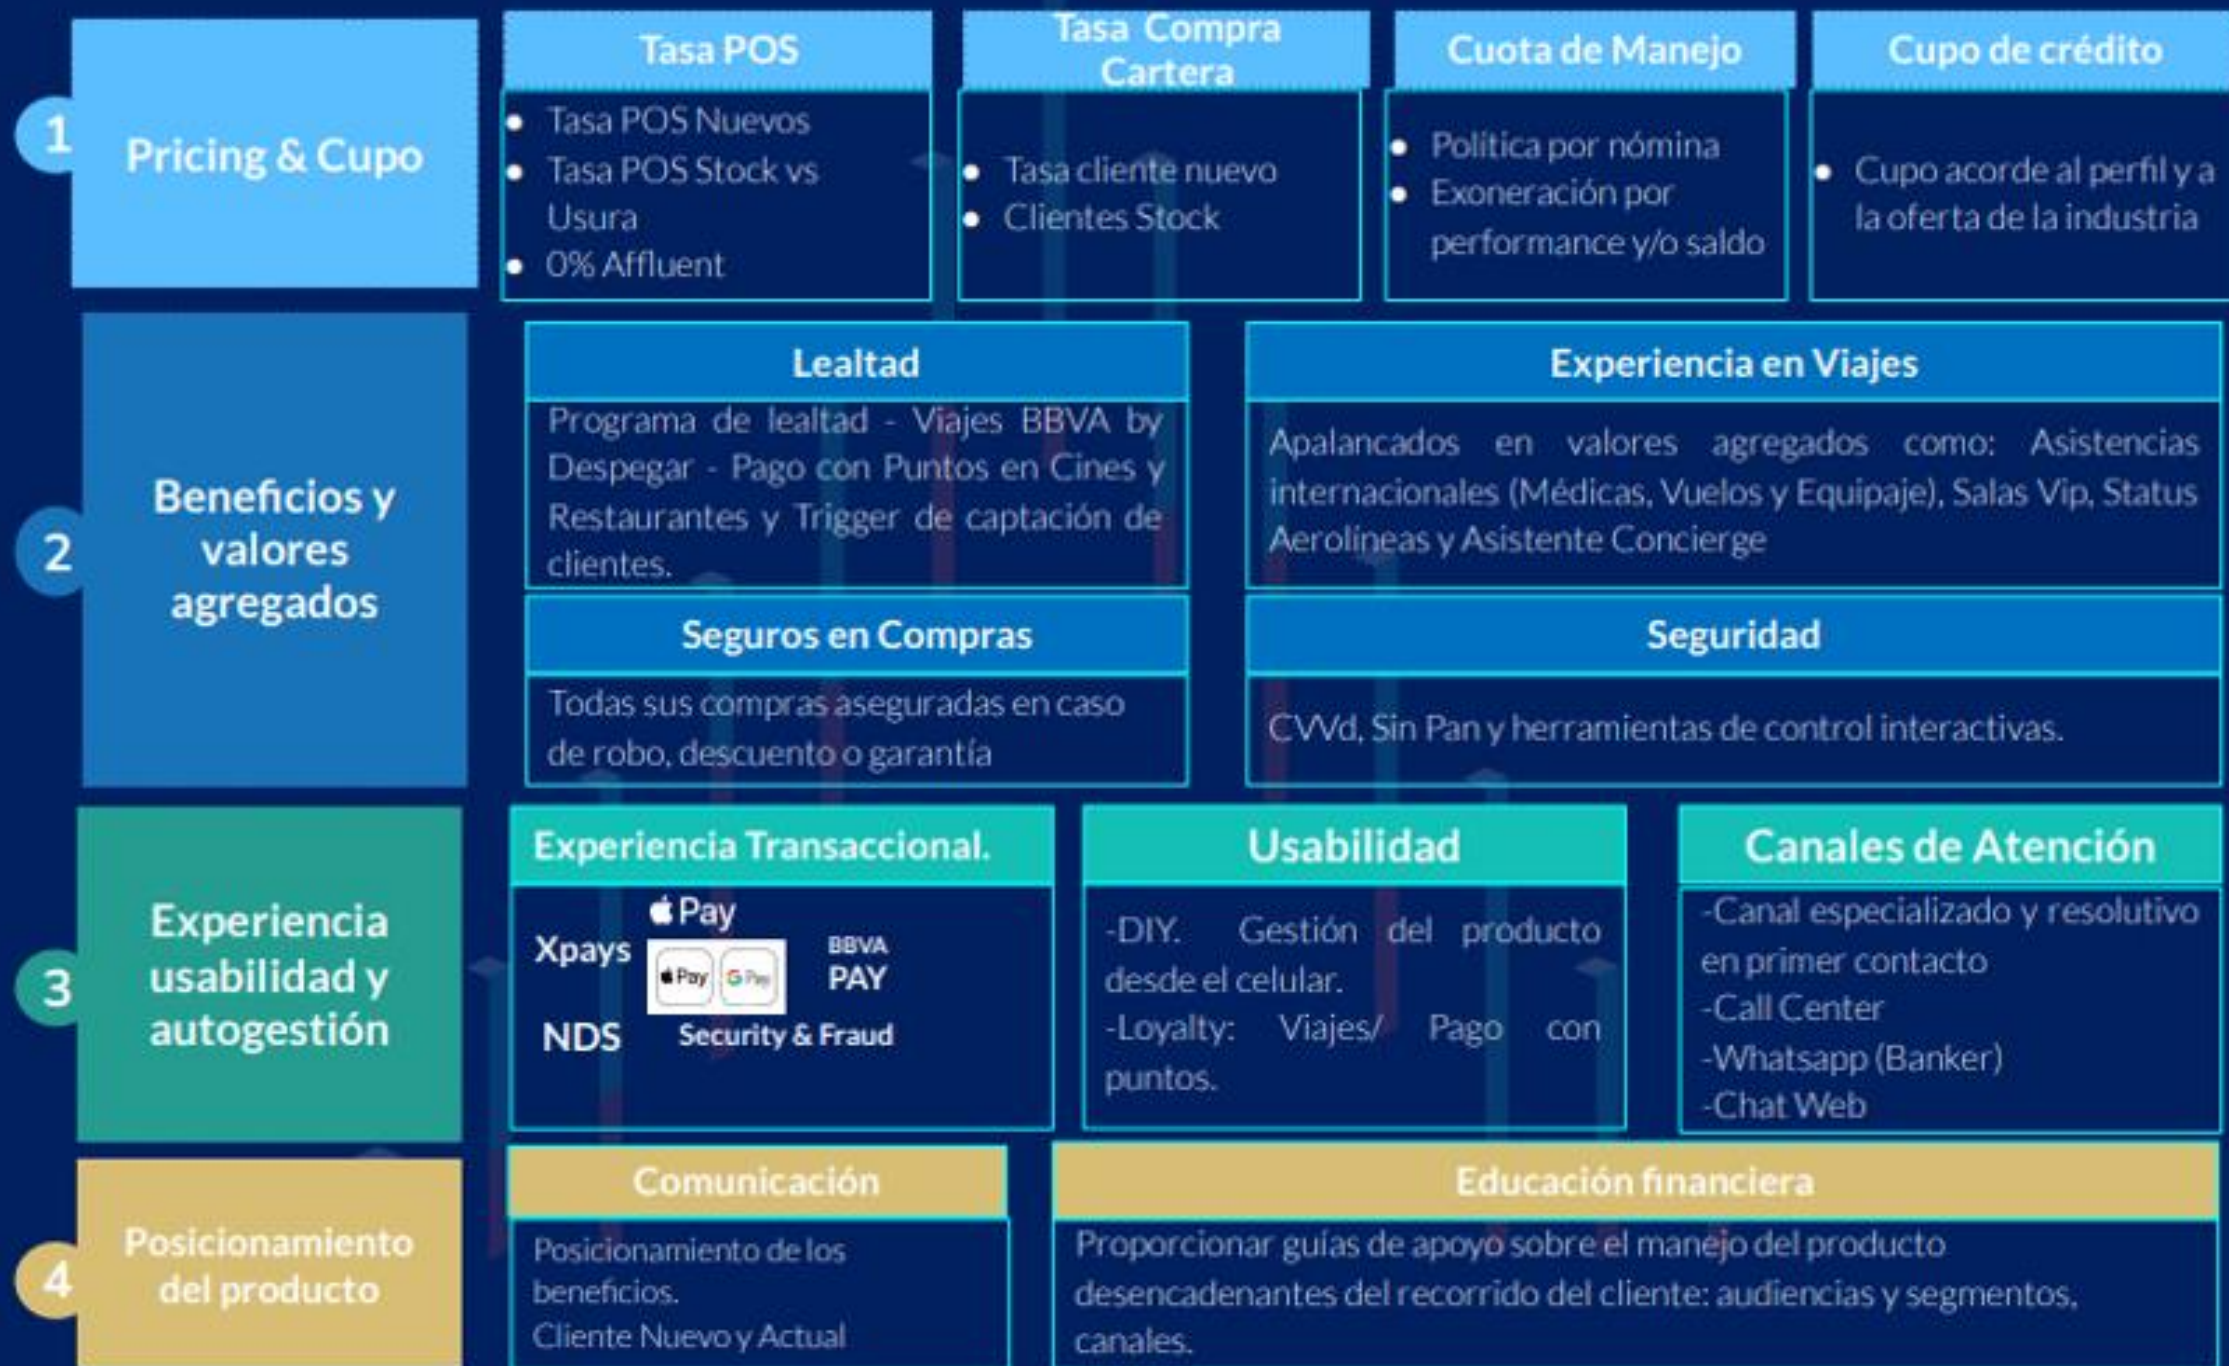 1
Pricing & Cupo
Tasa POS
• Tasa POS Nuevos
• Tasa POS Stock vs
Usura
• 0% Affluent
Tasa Compra
Cartera
• Tasa cliente nuevo
• Clientes Stock
Cuota de Manejo
• Política por nómina
• Exoneración por
performance y/o saldo
Cupo de crédito
• Cupo acorde al perfil y a
la oferta de la industria
2
Beneficios y
valores
agregados
Lealtad
Programa de lealtad - Viajes BBVA by
Despegar - Pago con Puntos en Cines y
Restaurantes y Trigger de captación de
clientes.
Experiencia en Viajes
Apalancados en valores agregados como: Asistencias
internacionales (Médicas, Vuelos y Equipaje), Salas Vip, Status
Aerolíneas y Asistente Concierge
Seguros en Compras
Todas sus compras aseguradas en caso
de robo, descuento o garantía
Seguridad
CVVd, Sin Pan y herramientas de control interactivas.
3
Experiencia
usabilidad y
autogestión
Experiencia Transaccional.
Pay
Xpays
Pay
G Pay
BBVA
PAY
NDS
Security & Fraud
Usabilidad
-DIY. Gestión del producto
desde el celular.
-Loyalty: Viajes/ Pago con
puntos.
Canales de Atención
-Canal especializado y resolutivo
en primer contacto
-Call Center
-Whatsapp (Banker)
-Chat Web
4
Posicionamiento
del producto
Comunicación
Posicionamiento de los
beneficios.
Cliente Nuevo y Actual
Educación financiera
Proporcionar guías de apoyo sobre el manejo del producto
desencadenantes del recorrido del cliente: audiencias y segmentos,
canales.